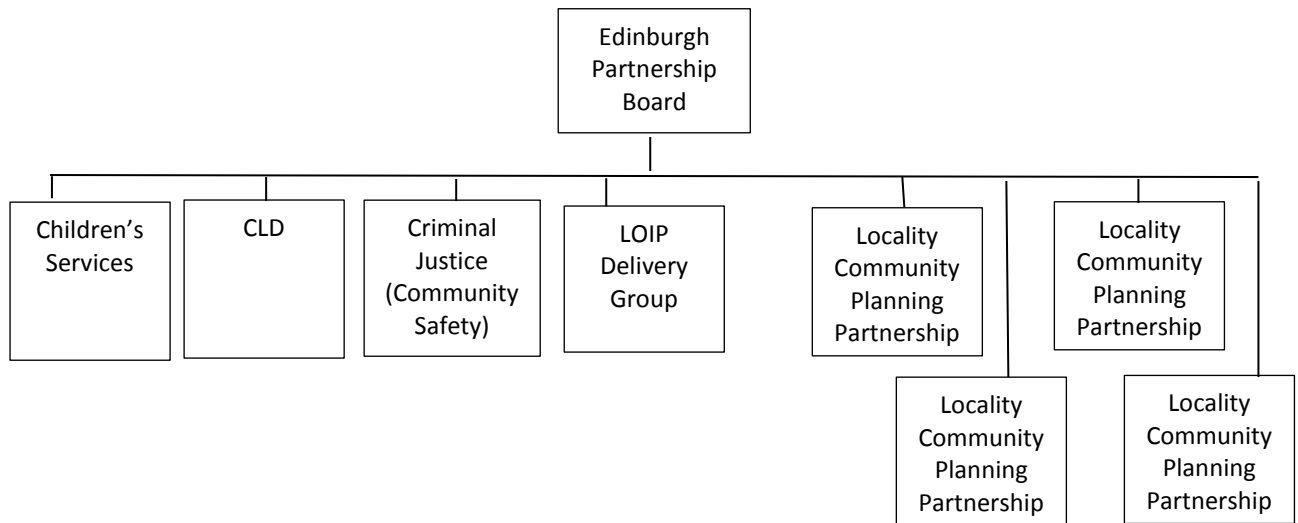 Edinburgh
Partnership
Board
Children’s
Services
CLD
Criminal
Justice
(Community
Safety)
LOIP
Delivery
Group
Locality
Community
Planning
Partnership
Locality
Community
Planning
Partnership
Locality
Community
Planning
Partnership
Locality
Community
Planning
Partnership